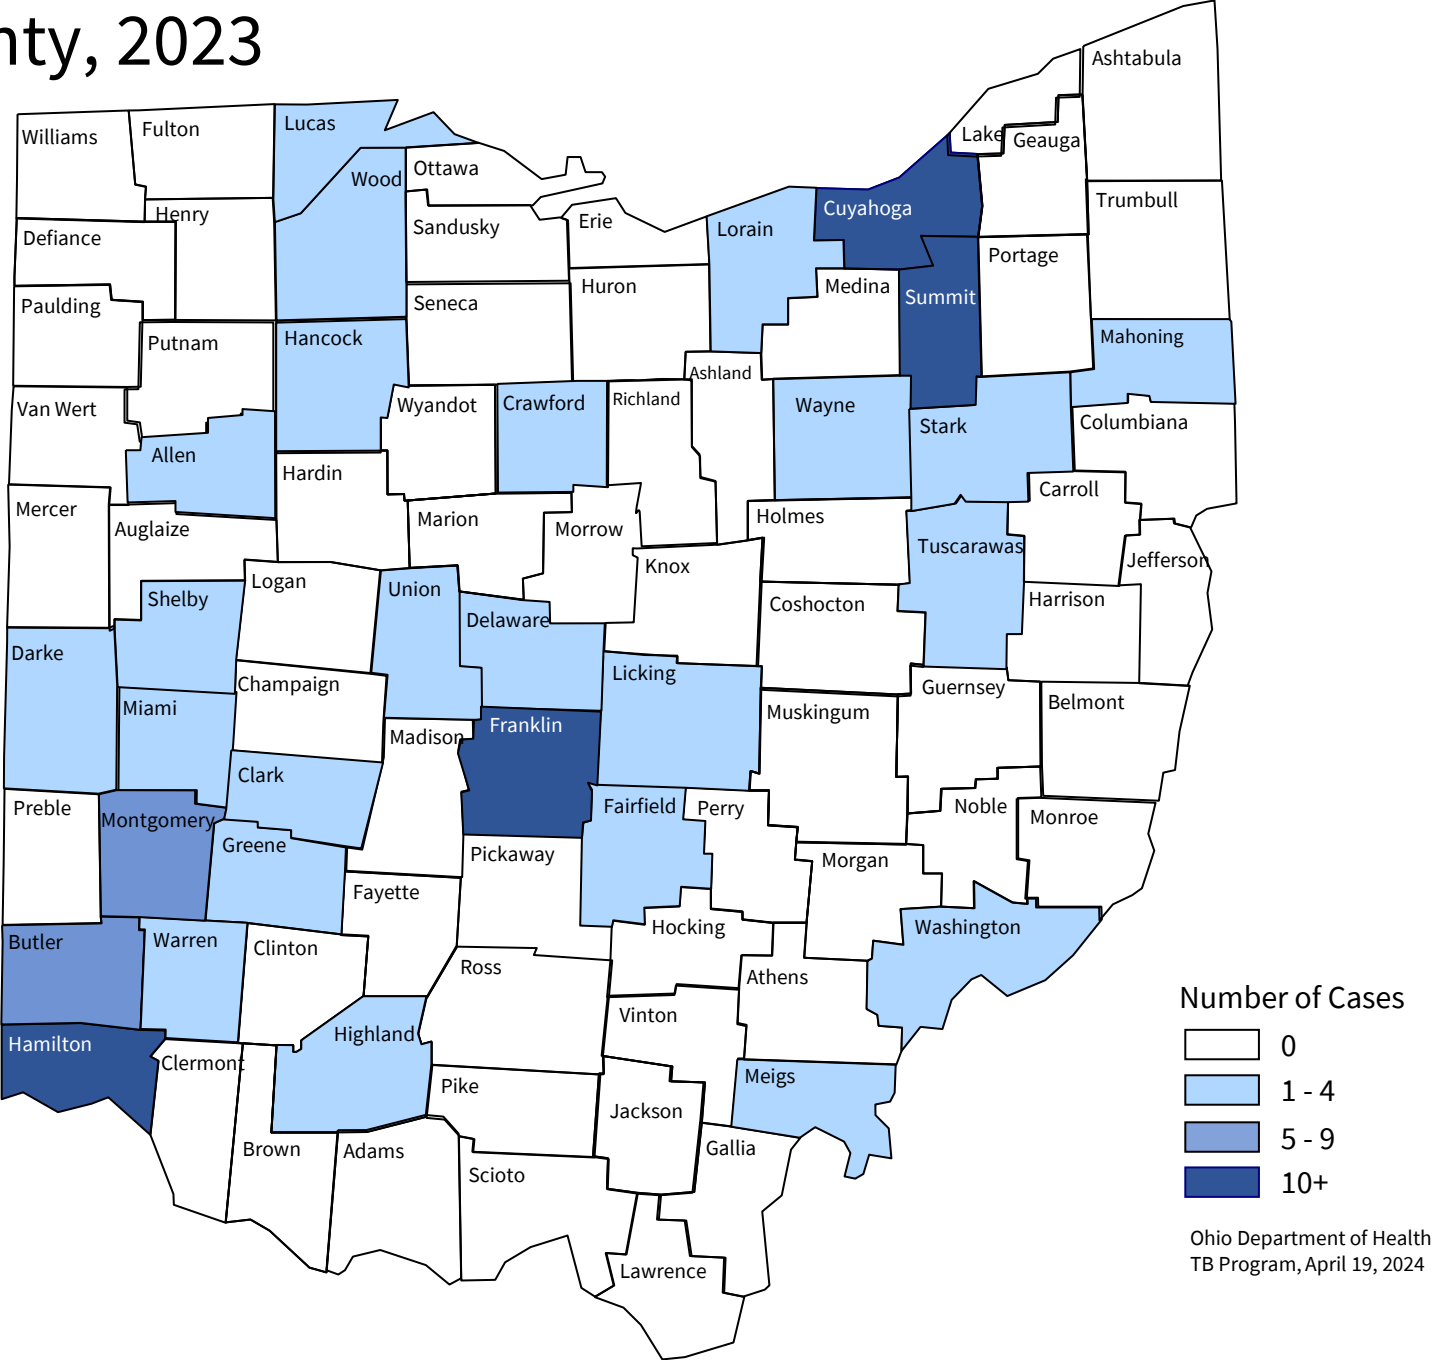 nty, 2023
Ashtabula
Williams
Fulton
Lucas
Lake
Geauga
Wood
Ottawa
Henry
Defiance
Sandusky
Erie
Lorain
Cuyahoga
Trumbull
Paulding
Seneca
Huron
Medina
Summit
Portage
Putnam
Hancock
Mahoning
Ashland
Van Wert
Wyandot
Crawford
Richland
Wayne
Stark
Columbiana
Allen
Hardin
Carroll
Mercer
Auglaize
Marion
Morrow
Holmes
Tuscarawas
Jefferson
Knox
Logan
Shelby
Union
Delaware
Coshocton
Harrison
Darke
Champaign
Licking
Guernsey
Belmont
Miami
Madison
Franklin
Muskingum
Clark
Preble
Montgomery
Fairfield
Perry
Noble
Monroe
Greene
Pickaway
Morgan
Fayette
Butler
Warren
Clinton
Hocking
Washington
Ross
Athens
Number of Cases
Hamilton
Highland
Vinton
0
Clermont
Pike
Meigs
1 - 4
Jackson
5 - 9
Brown
Adams
Scioto
Gallia
10+
Ohio Department of Health
TB Program, April 19, 2024
Lawrence